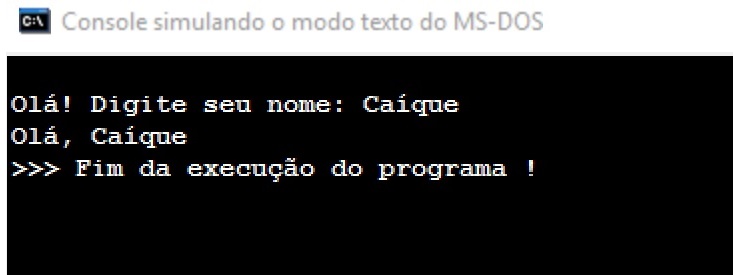 C:\ Console simulando o modo texto do MS-DOS
Olá! Digite seu nome: Caíque
Olá, Caíque
>>> Fim da execução do programa !